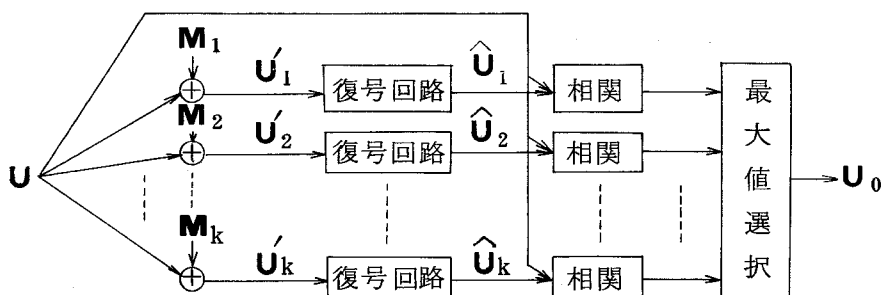 M₁
U′₁ 復号回路 Û₁ 相関
M₂
U′₂ 復号回路 Û₂ 相関
U
最大値選択
U₀
Mₖ
U′ₖ 復号回路 Ûₖ 相関